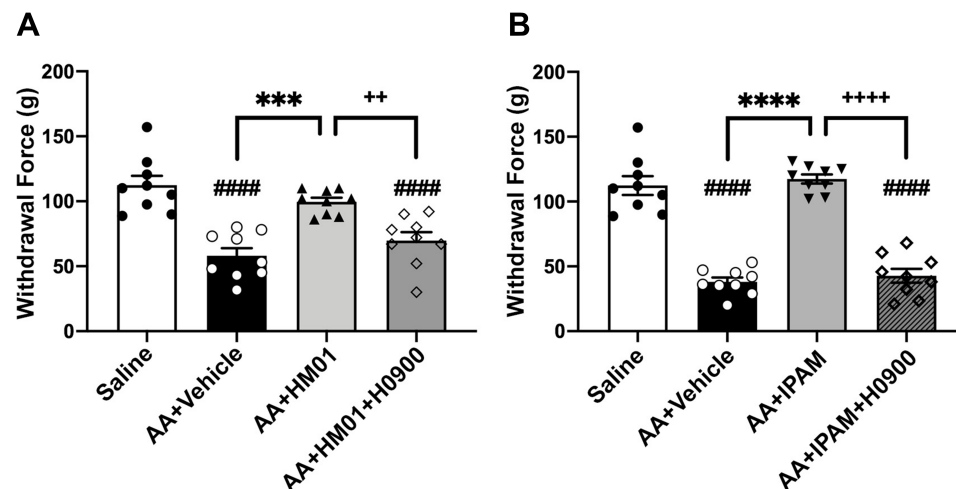 A
Withdrawal Force (g)
200
150
100
50
0
*** ++
#### ####
Saline
AA+Vehicle
AA+HM01
AA+HM01+H0900
B
Withdrawal Force (g)
200
150
100
50
0
**** ++++
#### ####
Saline
AA+Vehicle
AA+IPAM
AA+IPAM+H0900